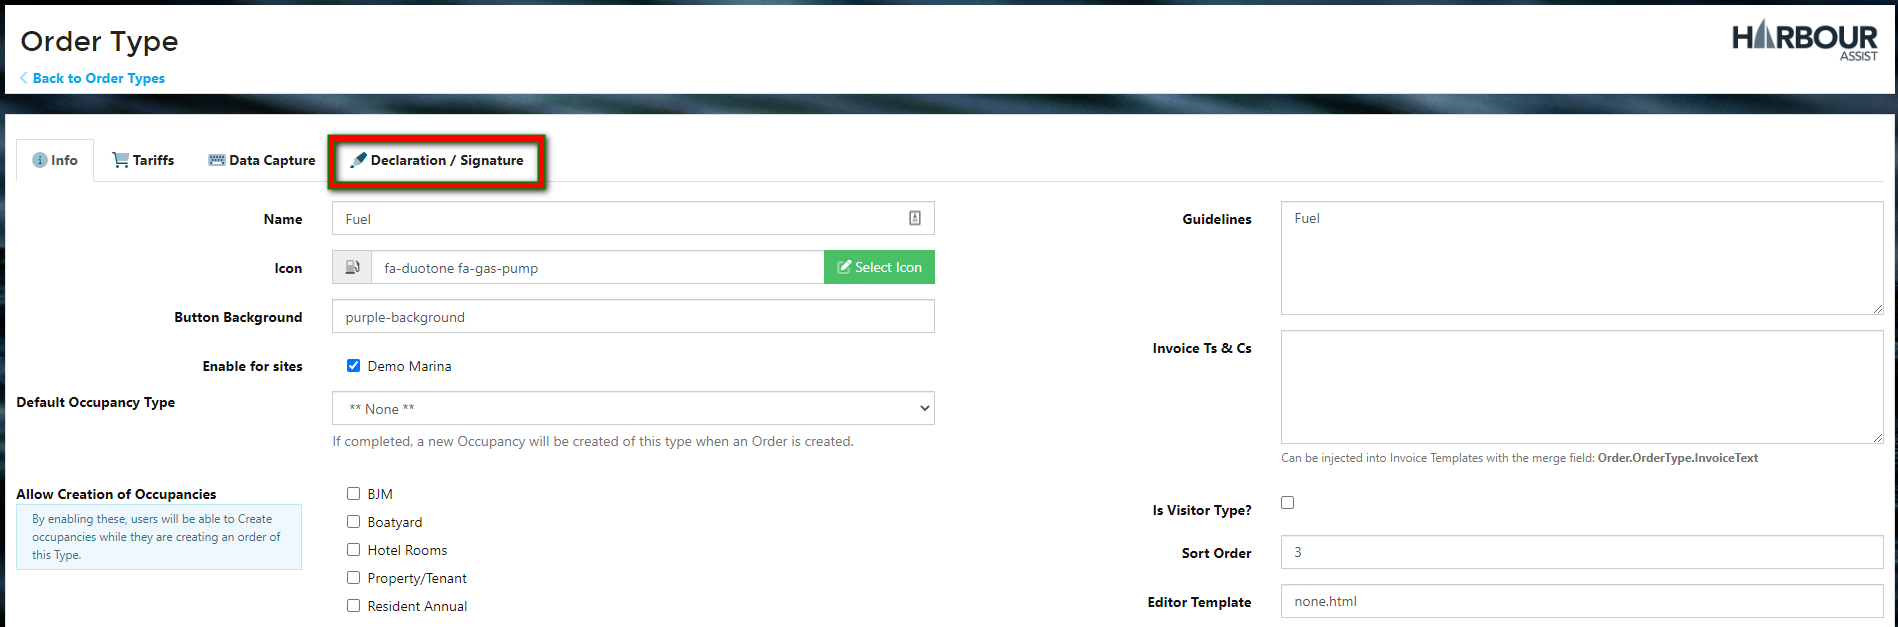 Order Type
HARBOUR
ASSIST
Back to Order Types
Info
Tariffs
Data Capture
Declaration / Signature
Name
Fuel
Icon
fa-duotone fa-gas-pump
Select Icon
Button Background
purple-background
Enable for sites
Demo Marina
Default Occupancy Type
** None **
If completed, a new Occupancy will be created of this type when an Order is created.
Allow Creation of Occupancies
By enabling these, users will be able to Create
occupancies while they are creating an order of
this Type.
BJM
Boatyard
Hotel Rooms
Property/Tenant
Resident Annual
Guidelines
Fuel
Invoice Ts & Cs
Can be injected into Invoice Templates with the merge field: Order.OrderType.InvoiceText
Is Visitor Type?
Sort Order
3
Editor Template
none.html